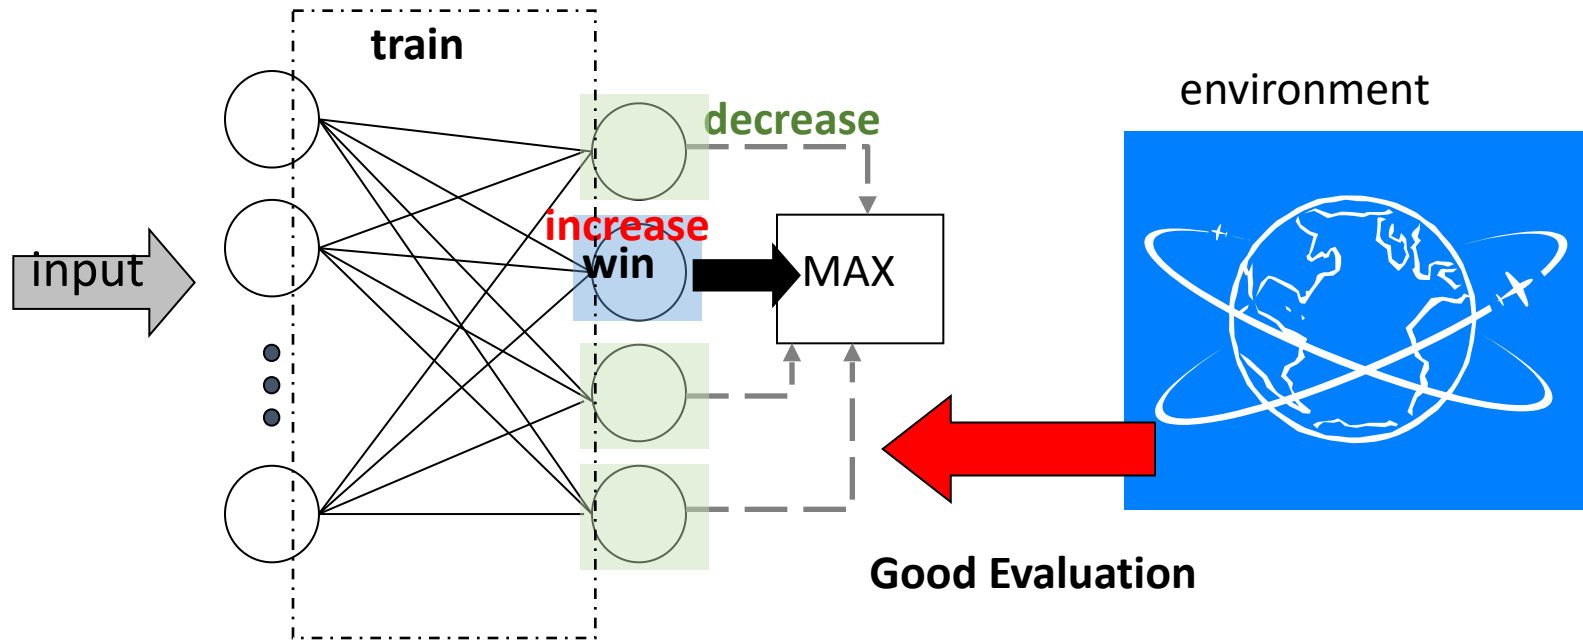 train
environment
decrease
increase
win
input
MAX
Good Evaluation